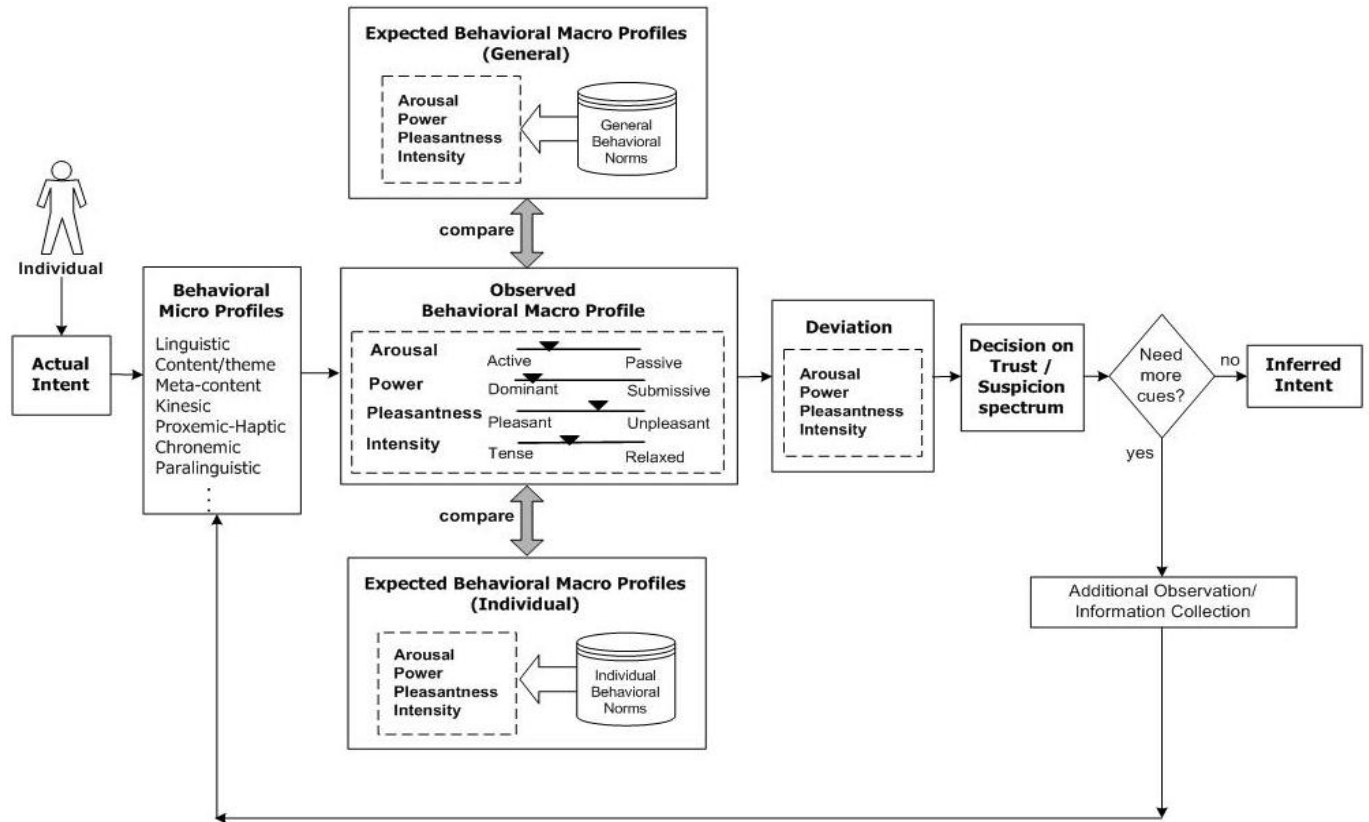 Expected Behavioral Macro Profiles
(General)
Arousal
Power
Pleasantness
Intensity
General
Behavioral
Norms
compare
Individual
Actual
Intent
Behavioral
Micro Profiles
Linguistic
Content/theme
Meta-content
Kinesic
Proxemic-Haptic
Chronemic
Paralinguistic
Observed
Behavioral Macro Profile
Arousal
Active Passive
Power
Dominant Submissive
Pleasantness
Pleasant Unpleasant
Intensity
Tense Relaxed
Deviation
Arousal
Power
Pleasantness
Intensity
Decision on
Trust /
Suspicion
spectrum
Need
more
cues?
no
Inferred
Intent
yes
Additional Observation/
Information Collection
compare
Expected Behavioral Macro Profiles
(Individual)
Arousal
Power
Pleasantness
Intensity
Individual
Behavioral
Norms